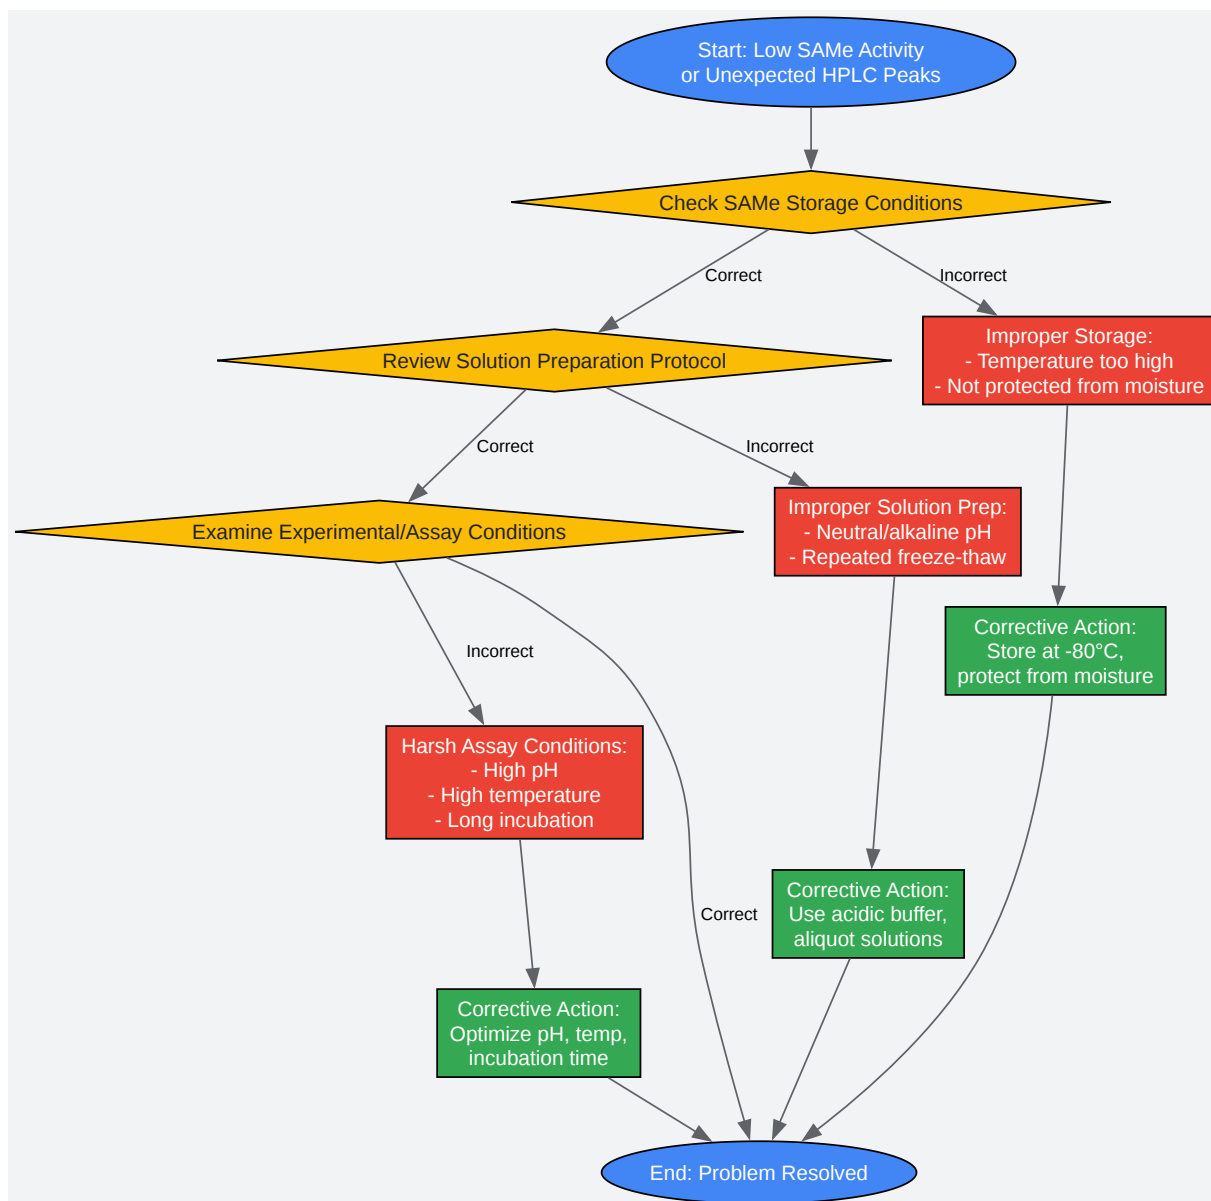 Start: Low SAMe Activity
or Unexpected HPLC Peaks
Check SAMe Storage Conditions
Correct
Incorrect
Improper Storage:
- Temperature too high
- Not protected from moisture
Review Solution Preparation Protocol
Correct
Incorrect
Improper Solution Prep:
- Neutral/alkaline pH
- Repeated freeze-thaw
Examine Experimental/Assay Conditions
Corrective Action:
Store at -80°C,
protect from moisture
Incorrect
Harsh Assay Conditions:
- High pH
- High temperature
- Long incubation
Correct
Corrective Action:
Use acidic buffer,
aliquot solutions
Corrective Action:
Optimize pH, temp,
incubation time
End: Problem Resolved